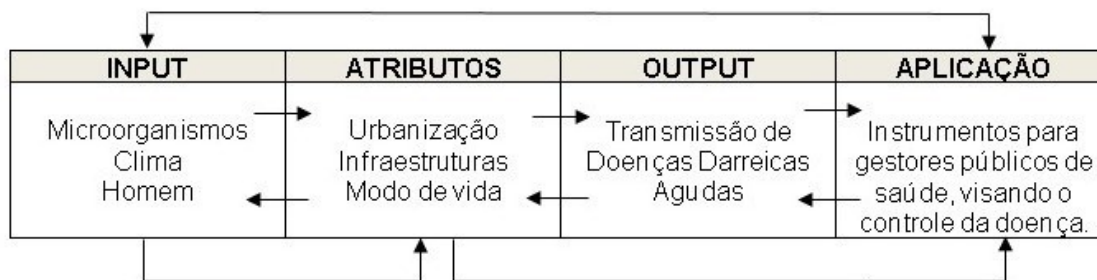 INPUT
ATRIBUTOS
OUTPUT
APLICAÇÃO
Microorganismos
Clima
Homem
Urbanização
Infraestruturas
Modo de vida
Transmissão de
Doenças Darreicas
Agudas
Instrumentos para
gestores públicos de
saúde, visando o
controle da doença.